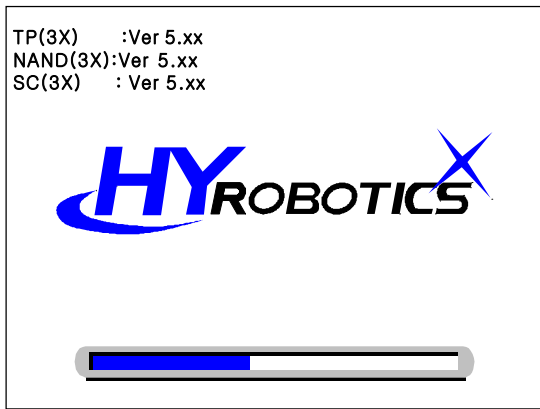 TP(3X) :Ver 5.xx
NAND(3X):Ver 5.xx
SC(3X) : Ver 5.xx
HYROBOTICS